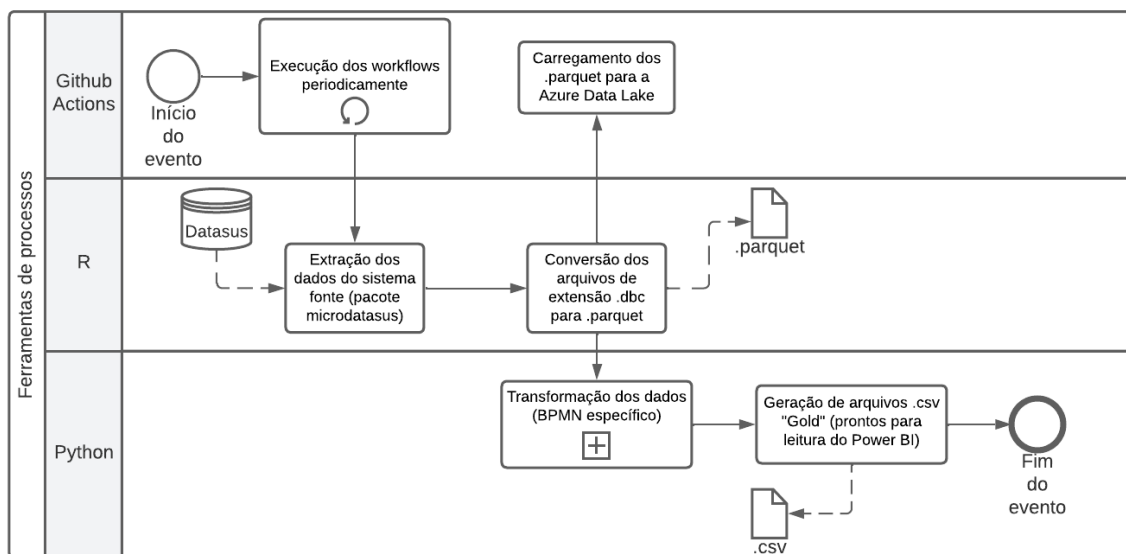 Ferramentas de processos
Github
Actions
Início
do
evento
Execução dos workflows
periodicamente
Carregamento dos
.parquet para a
Azure Data Lake
R
Datasus
Extração dos
dados do sistema
fonte (pacote
microdatasus)
Conversão dos
arquivos de
extensão .dbc
para .parquet
.parquet
Python
Transformação dos dados
(BPMN específico)
Geração de arquivos .csv
"Gold" (prontos para
leitura do Power BI)
.csv
Fim
do
evento